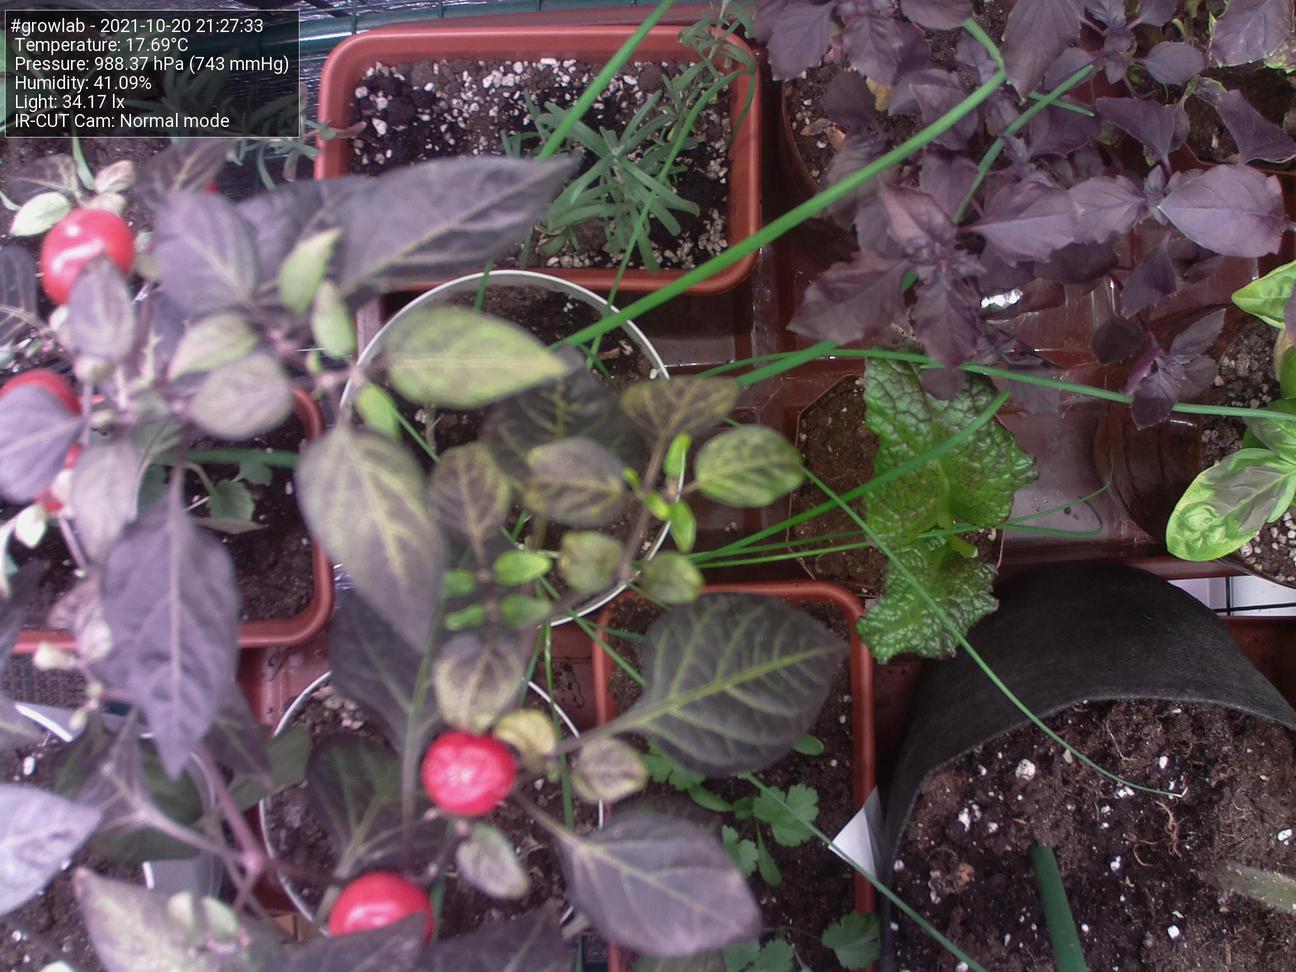 #growlab - 2021-10-20 21:27:33
Temperature: 17.69°C
Pressure: 988.37 hPa (743 mmHg)
Humidity: 41.09%
Light: 34.17 lx
IR-CUT Cam: Normal mode